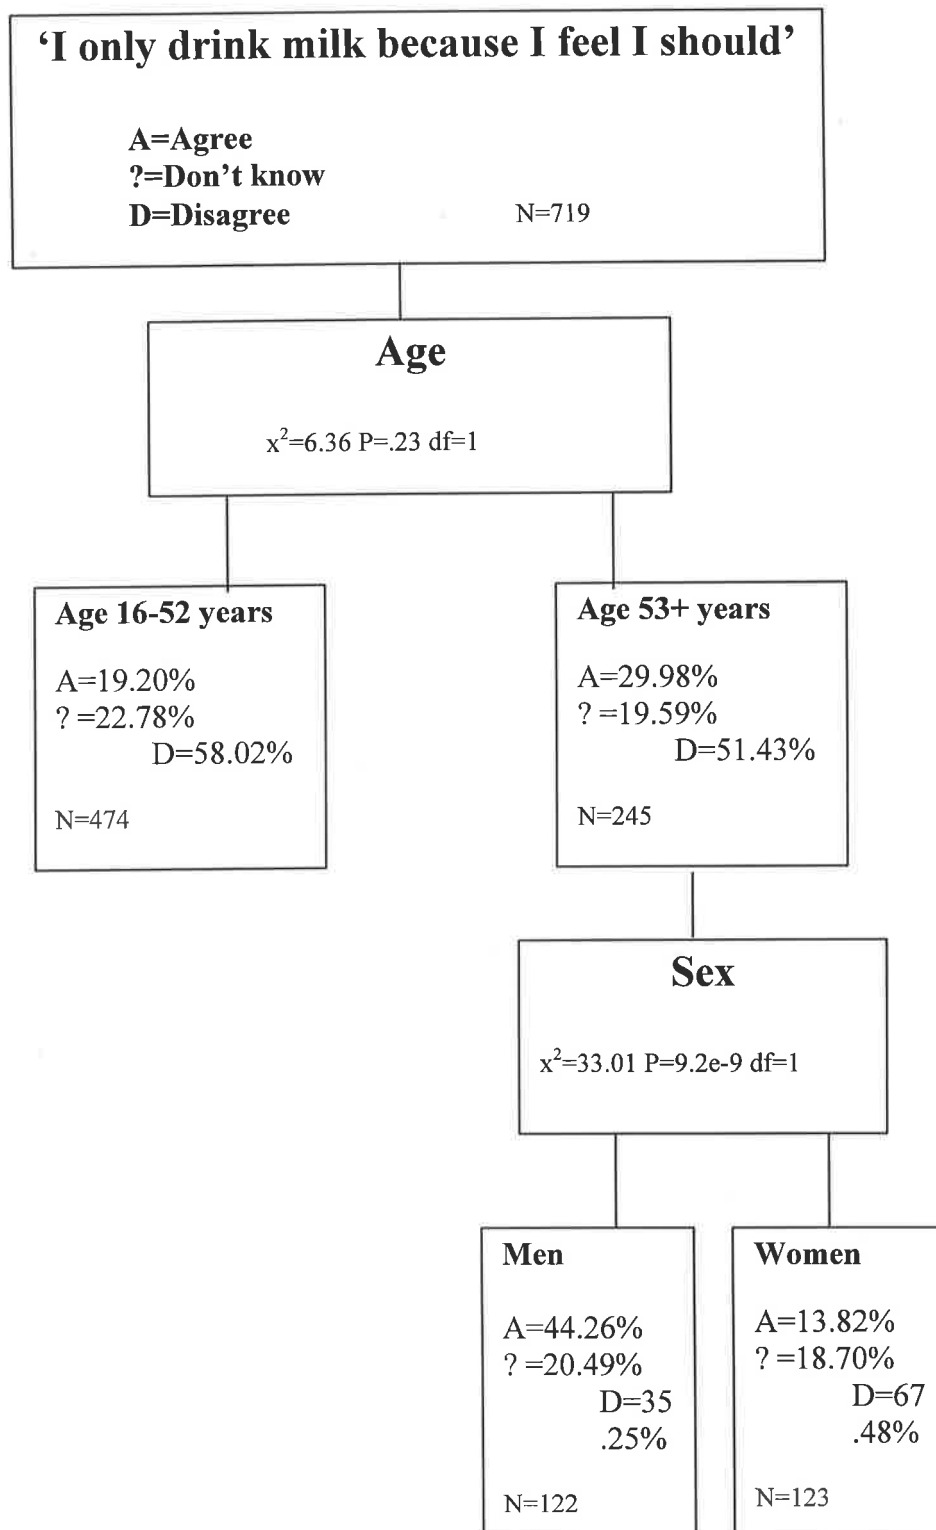 ‘I only drink milk because I feel I should’
A=Agree
?=Don’t know
D=Disagree N=719
Age
x²=6.36 P=.23 df=1
Age 16-52 years
A=19.20%
? =22.78%
D=58.02%
N=474
Age 53+ years
A=29.98%
? =19.59%
D=51.43%
N=245
Sex
x²=33.01 P=9.2e-9 df=1
Men
A=44.26%
? =20.49%
D=35
.25%
N=122
Women
A=13.82%
? =18.70%
D=67
.48%
N=123